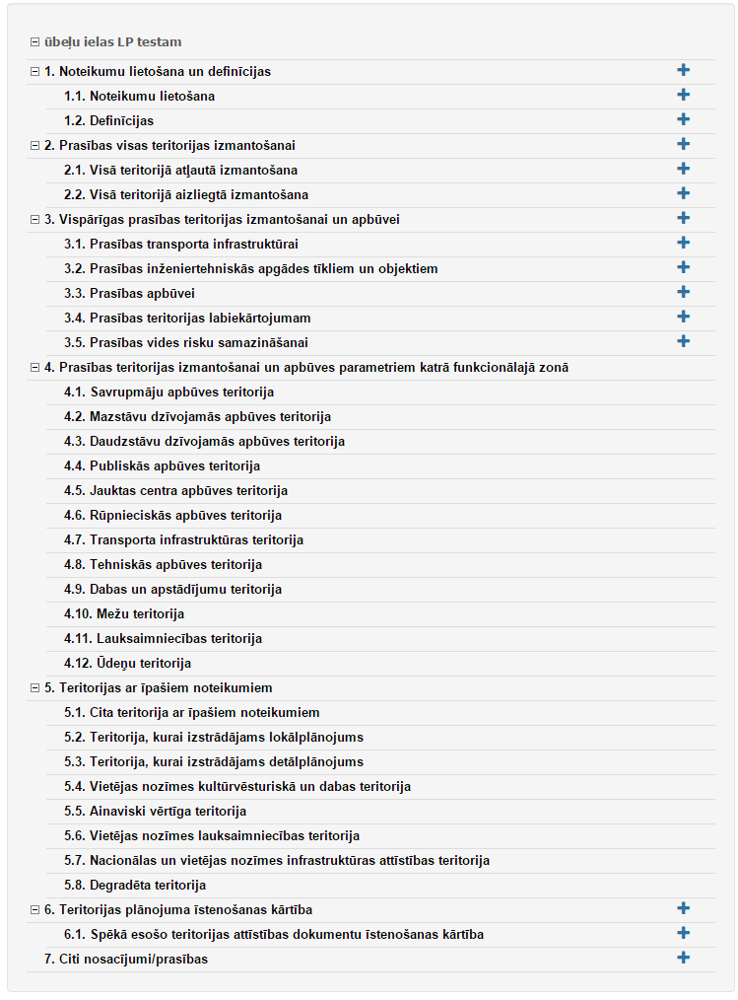 ūbeļu ielas LP testam
1. Noteikumu lietošana un definīcijas
1.1. Noteikumu lietošana
1.2. Definīcijas
2. Prasības visas teritorijas izmantošanai
2.1. Visā teritorijā atļautā izmantošana
2.2. Visā teritorijā aizliegtā izmantošana
3. Vispārīgas prasības teritorijas izmantošanai un apbūvei
3.1. Prasības transporta infrastruktūrai
3.2. Prasības inženiertehniskās apgādes tīkliem un objektiem
3.3. Prasības apbūvei
3.4. Prasības teritorijas labiekārtojumam
3.5. Prasības vides risku samazināšanai
4. Prasības teritorijas izmantošanai un apbūves parametriem katrā funkcionālajā zonā
4.1. Savrupmāju apbūves teritorija
4.2. Mazstāvu dzīvojamās apbūves teritorija
4.3. Daudzstāvu dzīvojamās apbūves teritorija
4.4. Publiskās apbūves teritorija
4.5. Jauktas centra apbūves teritorija
4.6. Rūpnieciskās apbūves teritorija
4.7. Transporta infrastruktūras teritorija
4.8. Tehniskās apbūves teritorija
4.9. Dabas un apstādījumu teritorija
4.10. Mežu teritorija
4.11. Lauksaimniecības teritorija
4.12. Ūdeņu teritorija
5. Teritorijas ar īpašiem noteikumiem
5.1. Cita teritorija ar īpašiem noteikumiem
5.2. Teritorija, kurai izstrādājams lokālplānojums
5.3. Teritorija, kurai izstrādājams detālplānojums
5.4. Vietējas nozīmes kultūrvēsturiskā un dabas teritorija
5.5. Ainaviski vērtīga teritorija
5.6. Vietējas nozīmes lauksaimniecības teritorija
5.7. Nacionālas un vietējas nozīmes infrastruktūras attīstības teritorija
5.8. Degradēta teritorija
6. Teritorijas plānojuma īstenošanas kārtība
6.1. Spēkā esošo teritorijas attīstības dokumentu īstenošanas kārtība
7. Citi nosacījumi/prasības